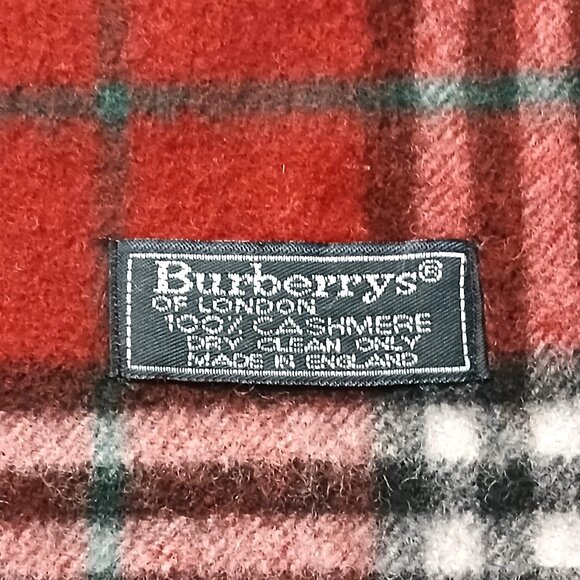 Burberrys®
OF LONDON
100% CASHMERE
DRY CLEAN ONLY
MADE IN ENGLAND